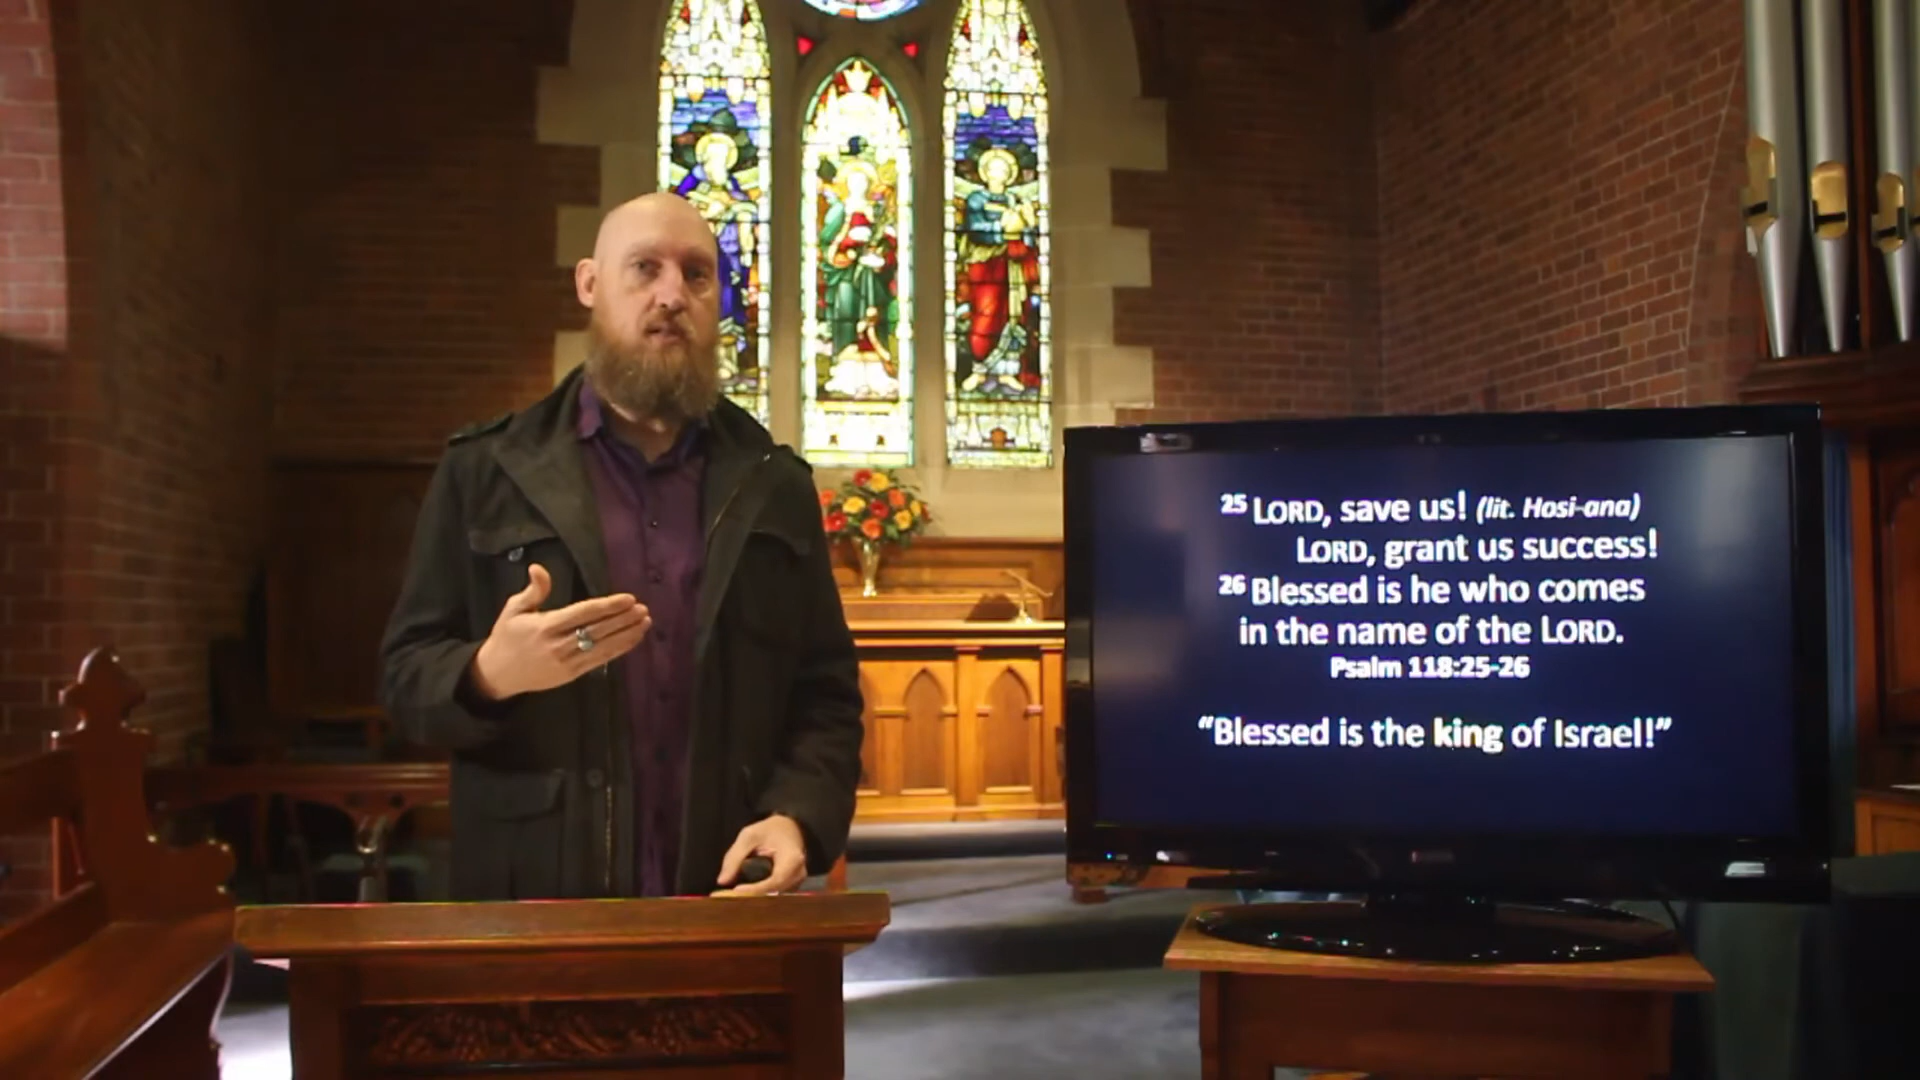 25 LORD, save us! (lit. Hosi-ana)
LORD, grant us success!
26 Blessed is he who comes
in the name of the LORD.
Psalm 118:25-26
“Blessed is the king of Israel!”